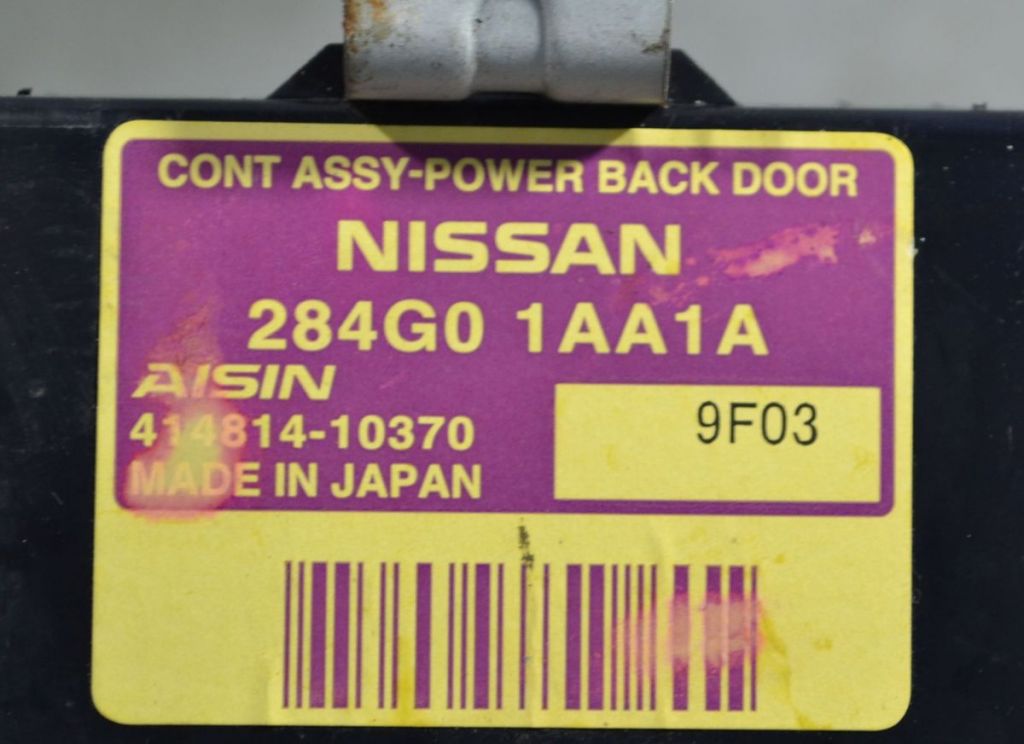 CONT ASSY-POWER BACK DOOR
NISSAN
284G0 1AA1A
AISIN
414814-10370
9F03
MADE IN JAPAN